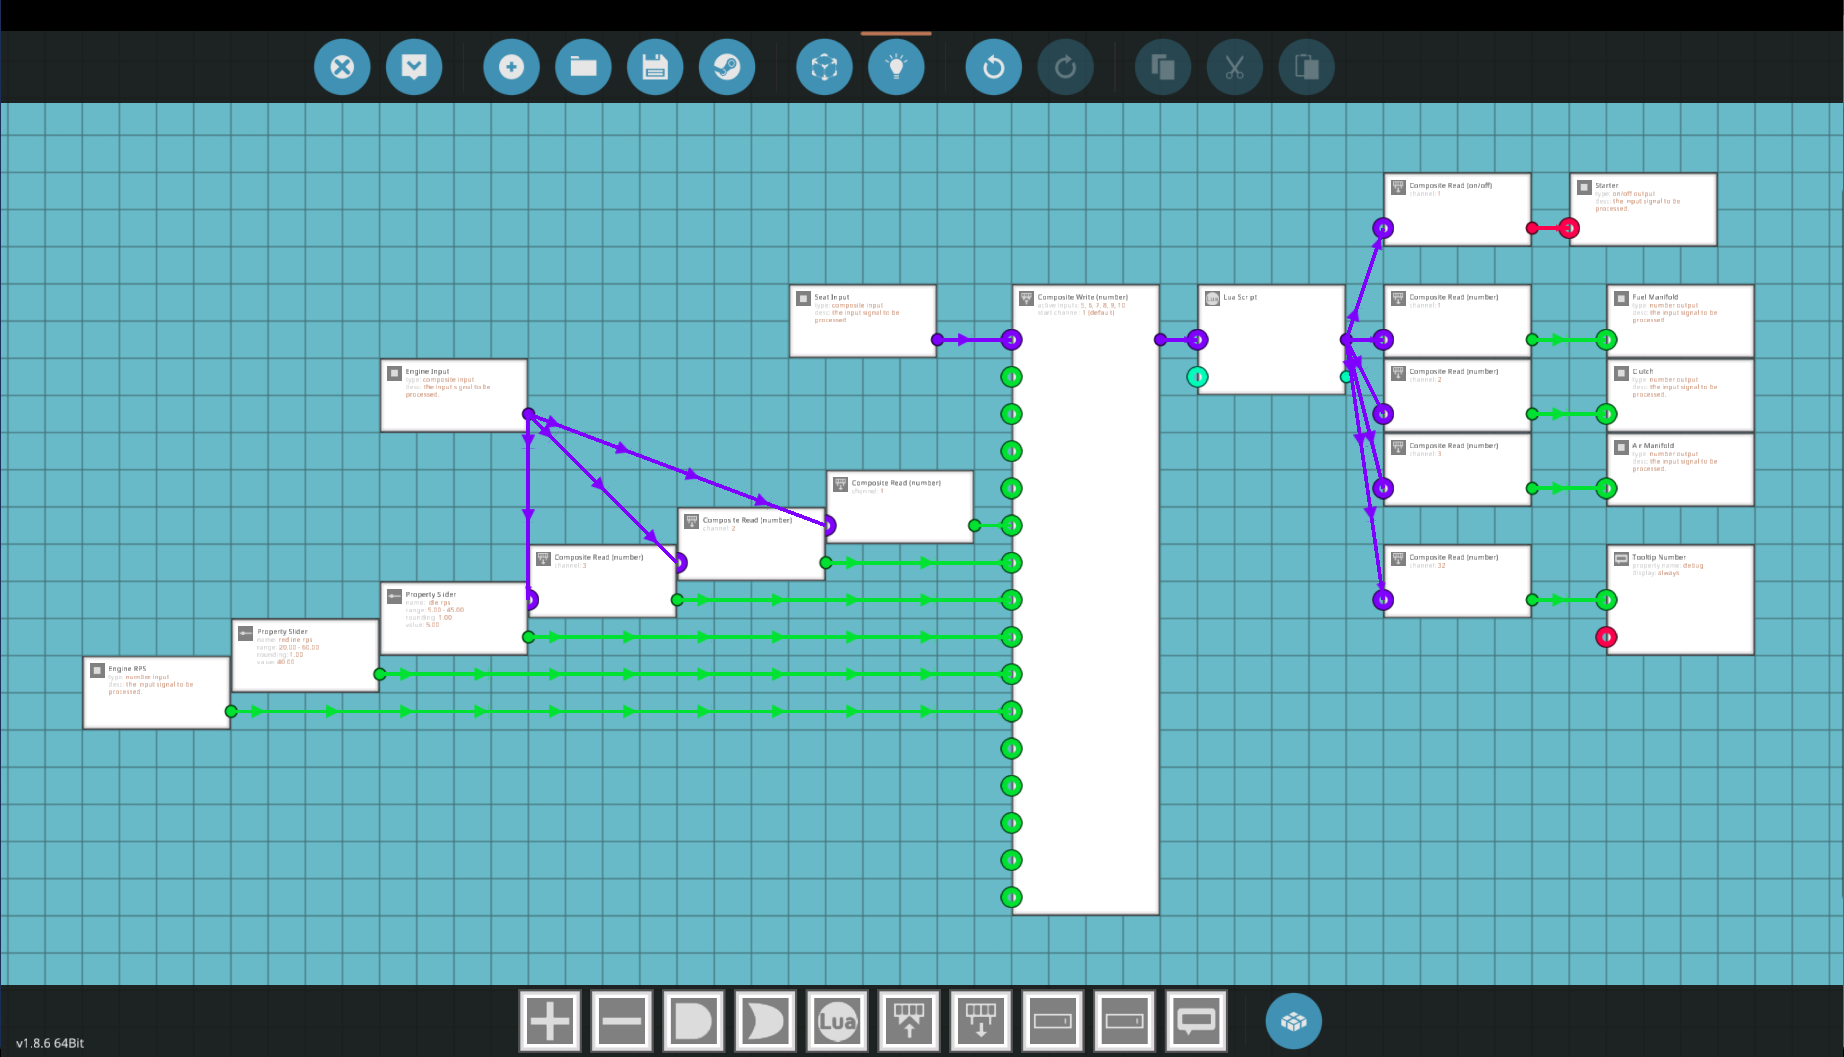 Composite Read (on/off)
channel: 1
Starter
type: on/off output
desc: the input signal to be
processed.
Seat Input
type: composite input
desc: the input signal to be
processed
Composite Write (number)
active inputs: 5, 6, 7, 8, 9, 10
start channel: 1 (default)
Lua
Lua Script
Composite Read (number)
channel: 1
Fuel Manifold
type: number output
desc: the input signal to be
processed
Engine Input
type: composite input
desc: the input signal to be
processed.
Composite Read (number)
channel: 2
Clutch
type: number output
desc: the input signal to be
processed.
Composite Read (number)
channel: 3
Air Manifold
type: number output
desc: the input signal to be
processed.
Composite Read (number)
channel: 1
Composite Read (number)
channel: 2
Composite Read (number)
channel: 3
Composite Read (number)
channel: 32
Tooltip Number
property name: debug
display: always
Property Slider
name: idle rps
rounding: 1.00
value: 5.00
Property Slider
name: redline rps
range: 20.00 - 60.00
rounding: 1.00
value: 40.00
Engine RPS
type: number input
desc: the input signal to be
processed.
Lua
v1.8.6 64Bit